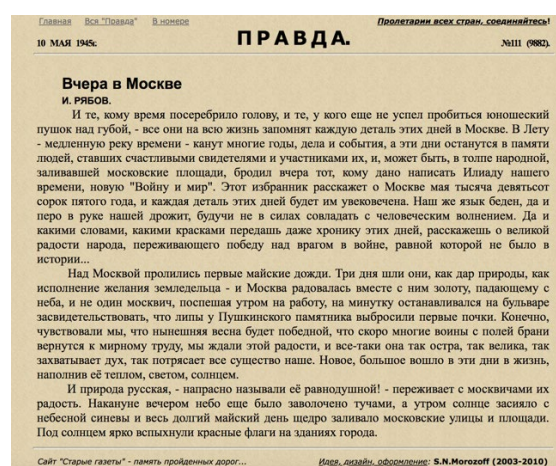 Главная Вся "Правда" В номере Пролетарии всех стран, соединяйтесь!
10 МАЯ 1945г. ПРАВДА. №111 (9882).
Вчера в Москве
И. РЯБОВ.
И те, кому время посеребрило голову, и те, у кого еще не успел пробиться юношеский
пушок над губой, - все они на всю жизнь запомнят каждую деталь этих дней в Москве. В Лету
- медленную реку времени - канут многие годы, дела и события, а эти дни останутся в памяти
людей, ставших счастливыми свидетелями и участниками их, и, может быть, в толпе народной,
заливавшей московские площади, бродил вчера тот, кому дано написать Илиаду нашего
времени, новую "Войну и мир". Этот избранник расскажет о Москве мая тысяча девятьсот
сорок пятого года, и каждая деталь этих дней будет им увековечена. Наш же язык беден, да и
перо в руке нашей дрожит, будучи не в силах совладать с человеческим волнением. Да и
какими словами, какими красками передашь даже хронику этих дней, расскажешь о великой
радости народа, переживающего победу над врагом в войне, равной которой не было в
истории...
Над Москвой пролились первые майские дожди. Три дня шли они, как дар природы, как
исполнение желания земледельца - и Москва радовалась вместе с ним золоту, падающему с
неба, и не один москвич, поспешая утром на работу, на минутку останавливался на бульваре
засвидетельствовать, что липы у Пушкинского памятника выбросили первые почки. Конечно,
чувствовали мы, что нынешняя весна будет победной, что скоро многие воины с полей брани
вернутся к мирному труду, мы ждали этой радости, и все-таки она так остра, так велика, так
захватывает дух, так потрясает все существо наше. Новое, большое вошло в эти дни в жизнь,
наполнив её теплом, светом, солнцем.
И природа русская, - напрасно называли её равнодушной! - переживает с москвичами их
радость. Накануне вечером небо еще было заволочено тучами, а утром солнце засияло с
небесной синевы и весь долгий майский день щедро заливало московские улицы и площади.
Под солнцем ярко вспыхнули красные флаги на зданиях города.
Сайт "Старые газеты" - память пройденных дорог... Идея, дизайн, оформление: S.N.Morozoff (2003-2010)